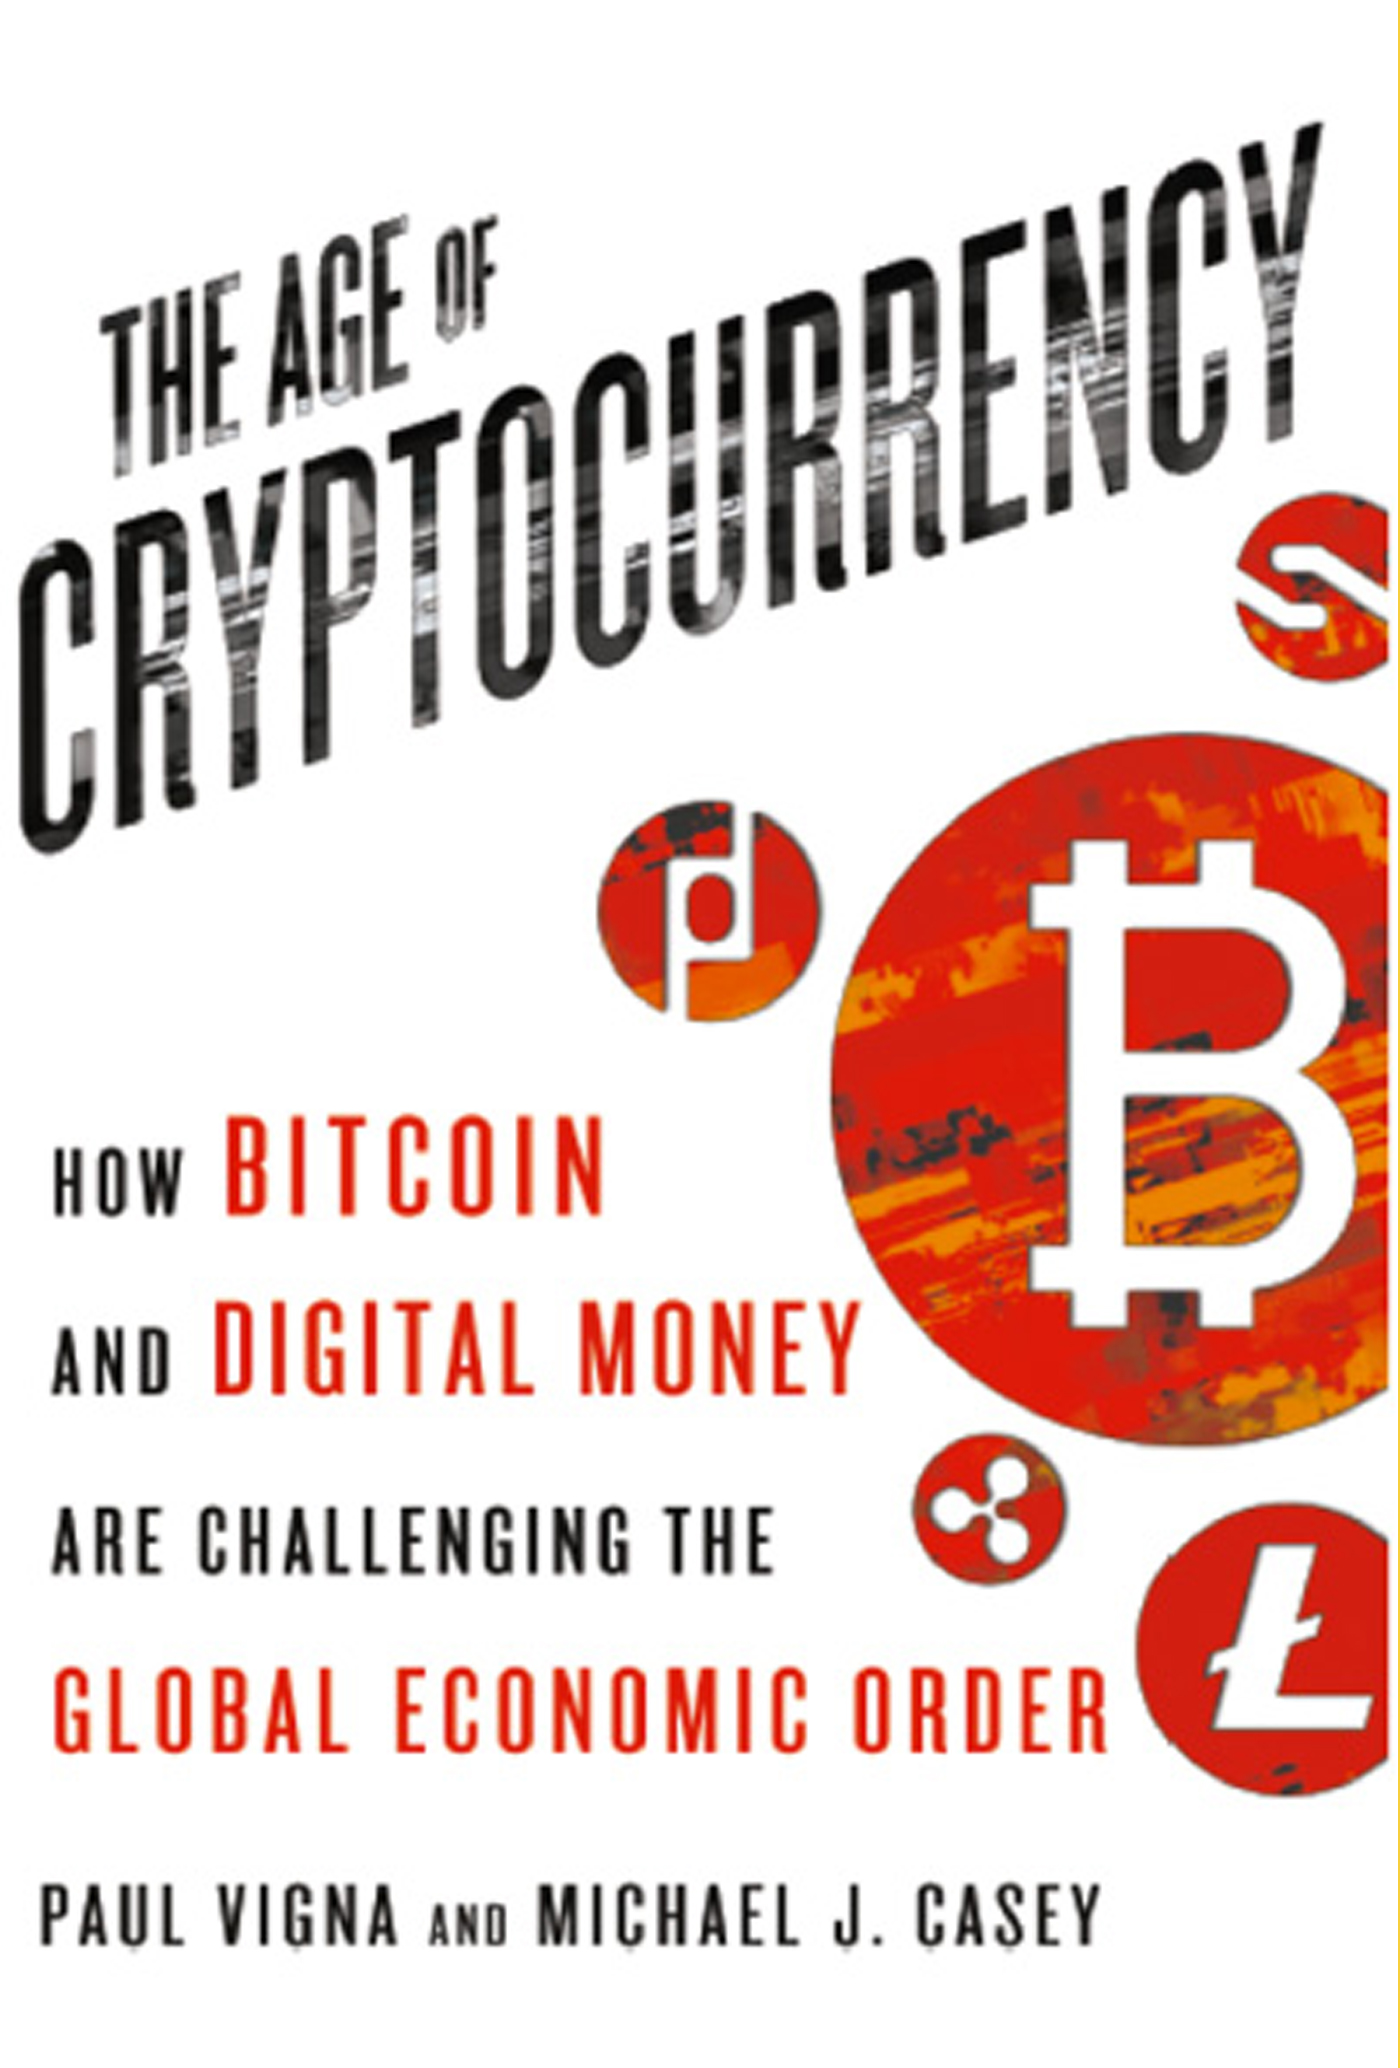 THE AGE OF
CRYPTOCURRENCY
HOW BITCOIN
AND DIGITAL MONEY
ARE CHALLENGING THE
GLOBAL ECONOMIC ORDER
PAUL VIGNA AND MICHAEL J. CASEY